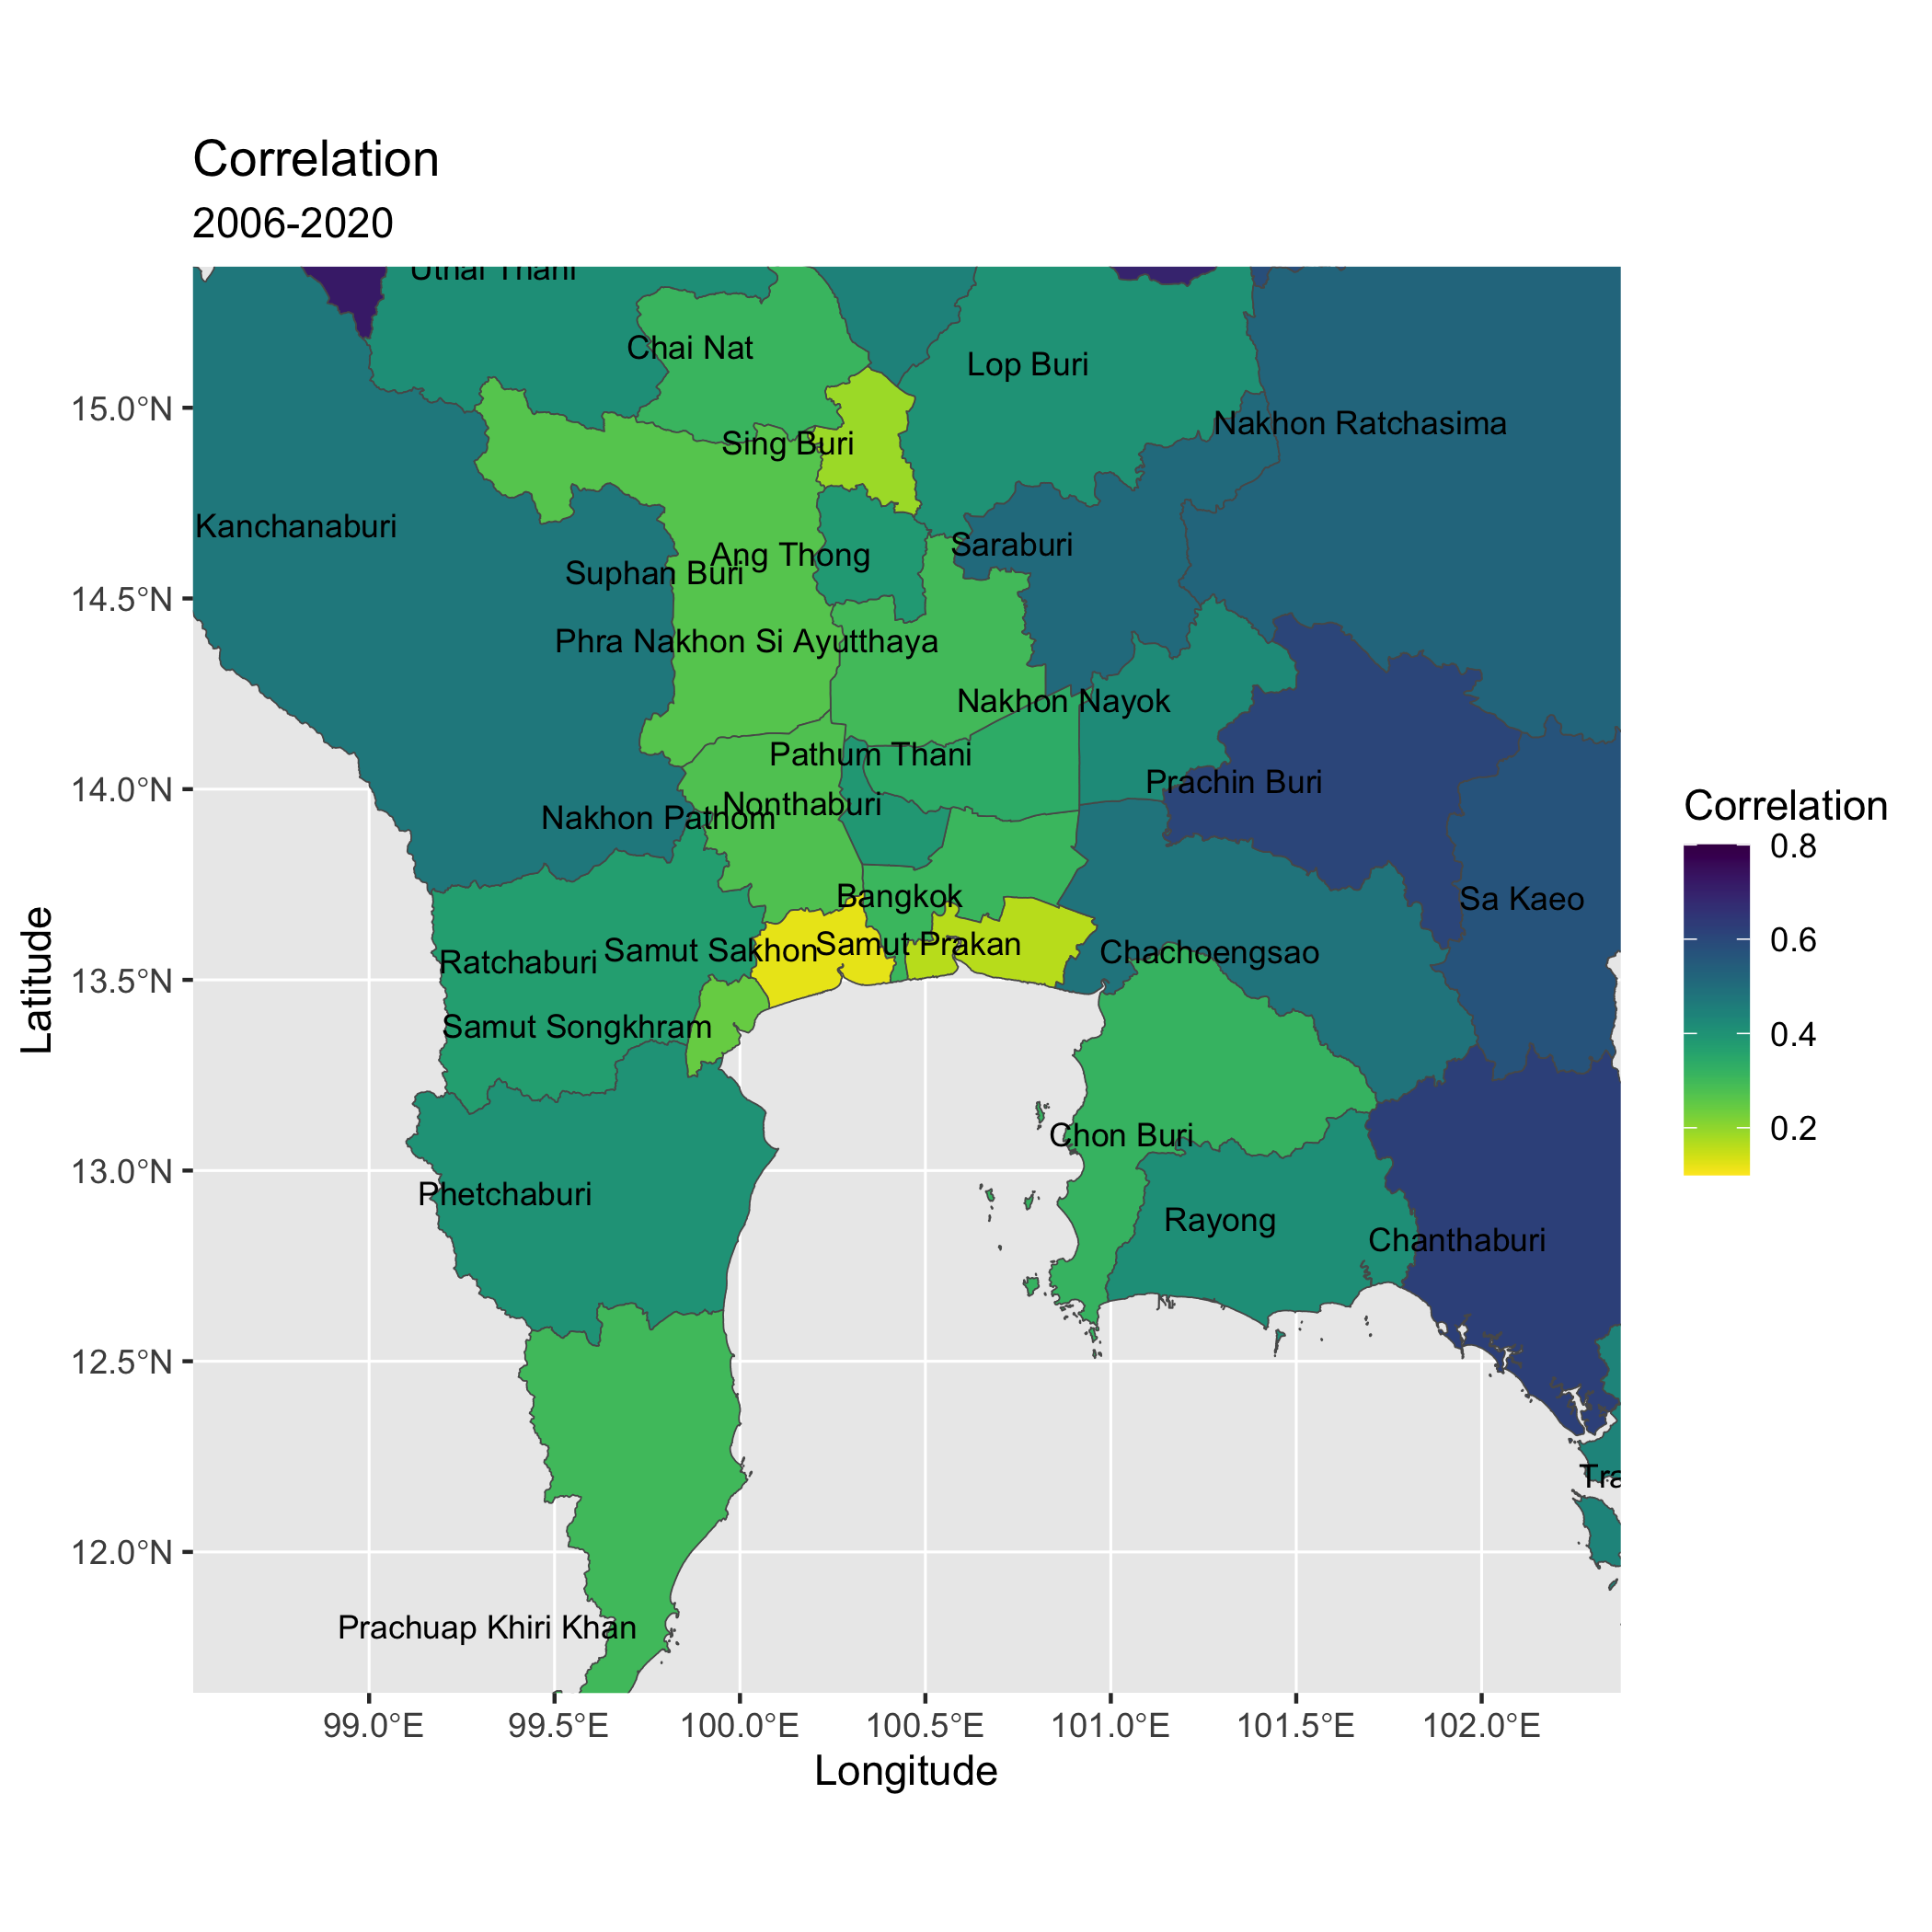 Correlation
2006-2020
Uthai Thani
Chai Nat
Lop Buri
15.0°N
Nakhon Ratchasima
Sing Buri
Kanchanaburi
Saraburi
Ang Thong
Suphan Buri
14.5°N
Phra Nakhon Si Ayutthaya
Nakhon Nayok
Pathum Thani
14.0°N
Prachin Buri
Nonthaburi
Nakhon Pathom
Correlation
0.8
0.6
0.4
0.2
Bangkok
Sa Kaeo
Samut Prakan
Samut Sakhon
Chachoengsao
Ratchaburi
13.5°N
Samut Songkhram
Chon Buri
13.0°N
Phetchaburi
Rayong
Chanthaburi
12.5°N
Tra
12.0°N
Prachuap Khiri Khan
99.0°E 99.5°E 100.0°E 100.5°E 101.0°E 101.5°E 102.0°E
Longitude
Latitude